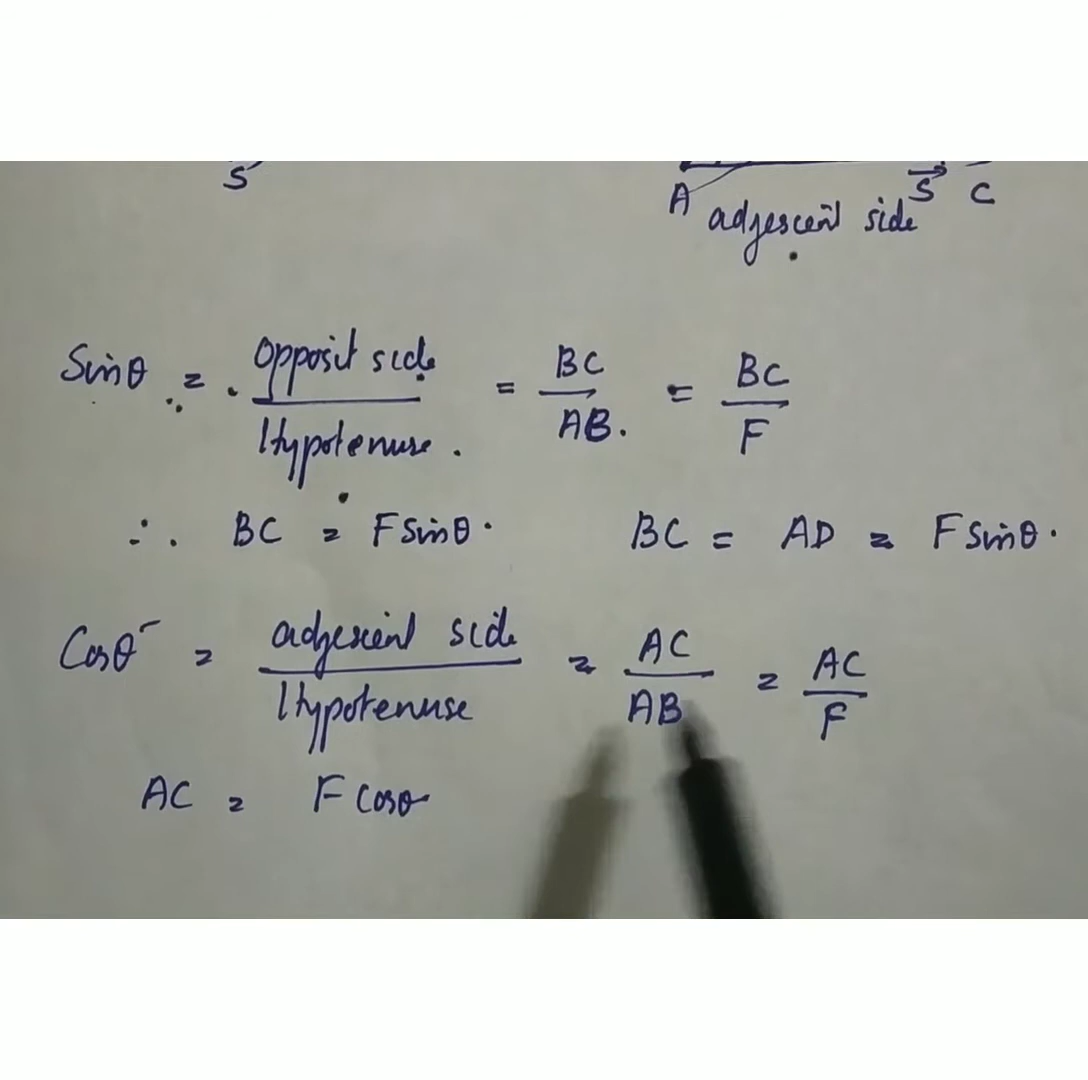 S
A S C
adjescent side
Sinθ = Opposit side / Hypotenuse. = BC / AB. = BC / F
∴ BC = F Sinθ. BC = AD = F Sinθ.
Cosθ = adjescent side / Hypotenuse = AC / AB = AC / F
AC = F Cosθ